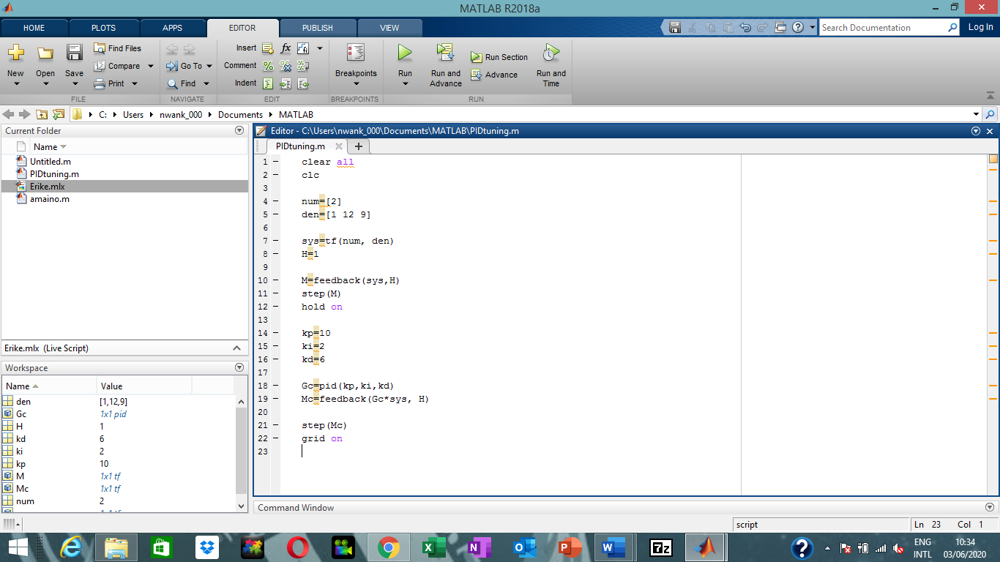 MATLAB R2018a
HOME PLOTS APPS EDITOR PUBLISH VIEW Search Documentation Log In
New Open Save Find Files Compare Print
FILE
Go To Find
NAVIGATE
Insert fx
Comment
Indent
EDIT
Breakpoints
BREAKPOINTS
Run Run and Advance Run Section Advance Run and Time
RUN
C: Users nwank_000 Documents MATLAB
Current Folder
Name
Untitled.m
PIDtuning.m
Erike.mlx
amaino.m
Erike.mlx (Live Script)
Workspace
Name Value
den [1,12,9]
Gc 1x1 pid
H 1
kd 6
ki 2
kp 10
M 1x1 tf
Mc 1x1 tf
num 2
Editor - C:\Users\nwank_000\Documents\MATLAB\PIDtuning.m
PIDtuning.m
1 clear all
2 clc
3
4 num=[2]
5 den=[1 12 9]
6
7 sys=tf(num, den)
8 H=1
9
10 M=feedback(sys,H)
11 step(M)
12 hold on
13
14 kp=10
15 ki=2
16 kd=6
17
18 Gc=pid(kp,ki,kd)
19 Mc=feedback(Gc*sys, H)
20
21 step(Mc)
22 grid on
23
Command Window
script Ln 23 Col 1
ENG 10:34
INTL 03/06/2020